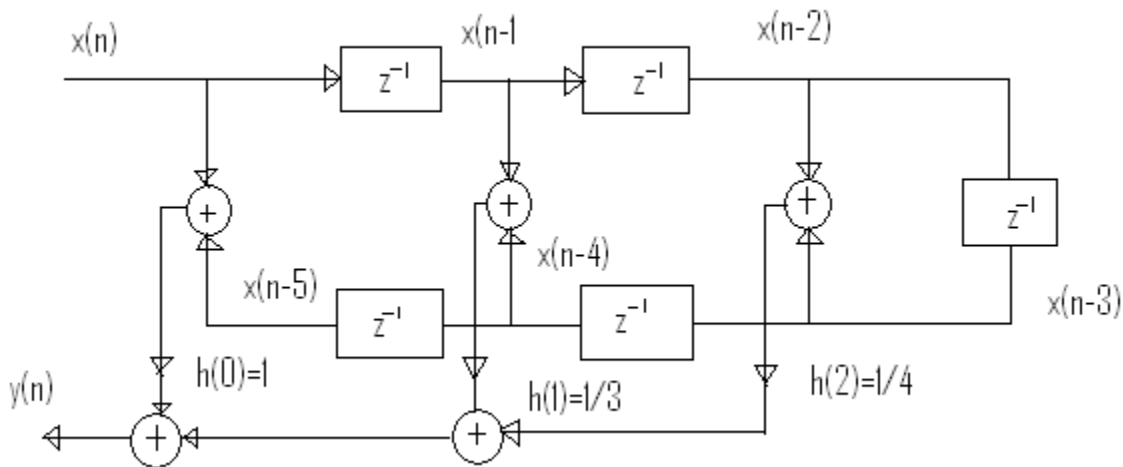 x(n) x(n-1 x(n-2)
z⁻¹ z⁻¹
+ + + z⁻¹
x(n-5) x(n-4) x(n-3)
z⁻¹ z⁻¹
y(n) h(0)=1 h(1)=1/3 h(2)=1/4
+ +